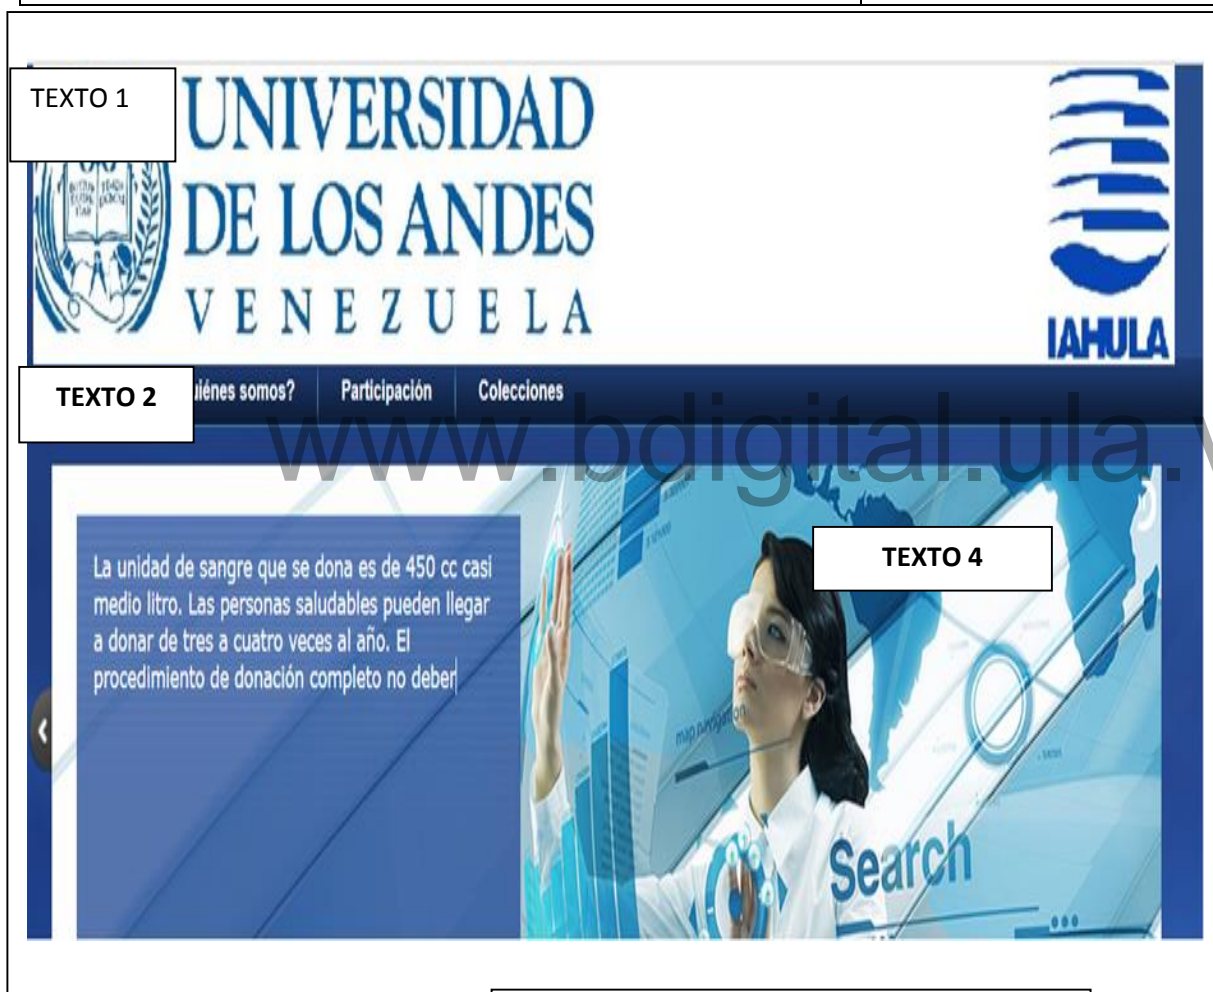 TEXTO 1
UNIVERSIDAD
DE LOS ANDES
VENEZUELA
IAHULA
TEXTO 2
uiénes somos?
Participación
Colecciones
www.bdigital.ula.v
TEXTO 4
La unidad de sangre que se dona es de 450 cc casi
medio litro. Las personas saludables pueden llegar
a donar de tres a cuatro veces al año. El
procedimiento de donación completo no deber
map navigation
Search